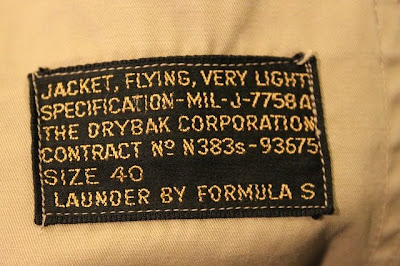 JACKET, FLYING, VERY LIGHT
SPECIFICATION-MIL-J-7758A
THE DRYBAK CORPORATION
CONTRACT Nº N383s-93675
SIZE 40
LAUNDER BY FORMULA S